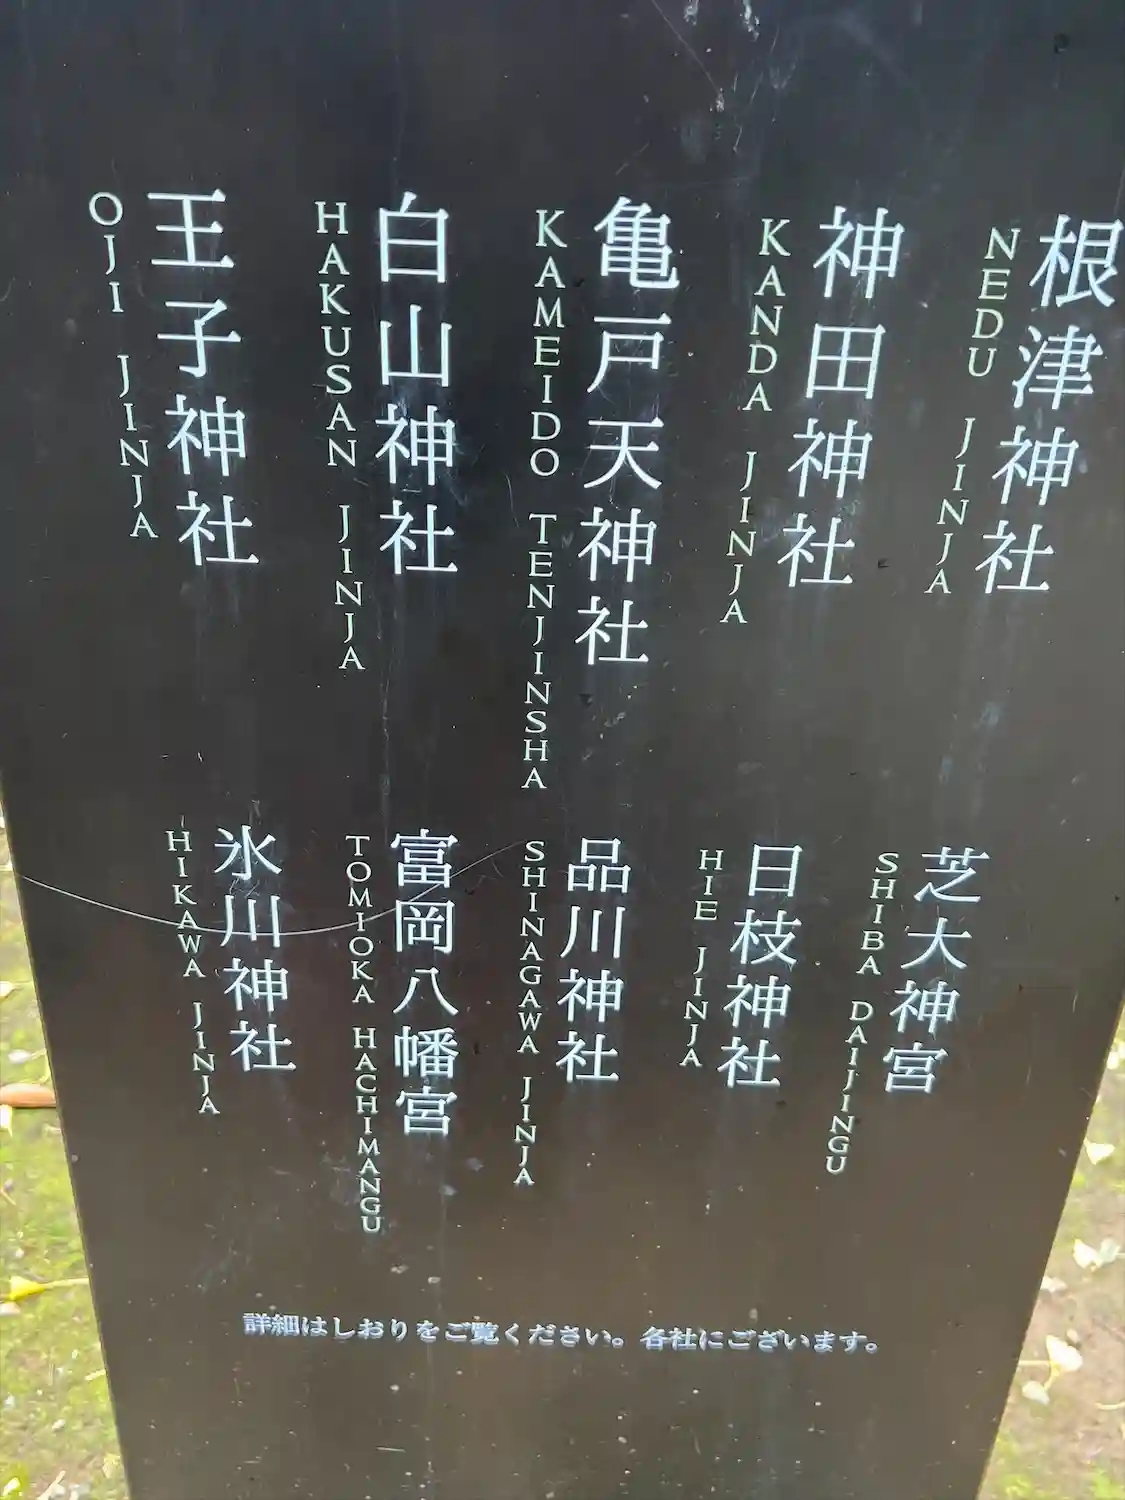 根津神社
NEDU JINJA
神田神社
KANDA JINJA
亀戸天神社
KAMEIDO TENJINSHA
白山神社
HAKUSAN JINJA
王子神社
OJI JINJA
芝大神宮
SHIBA DAIJINGU
日枝神社
HIE JINJA
品川神社
SHINAGAWA JINJA
富岡八幡宮
TOMIOKA HACHIMANGU
氷川神社
HIKAWA JINJA
詳細はしおりをご覧ください。各社にございます。